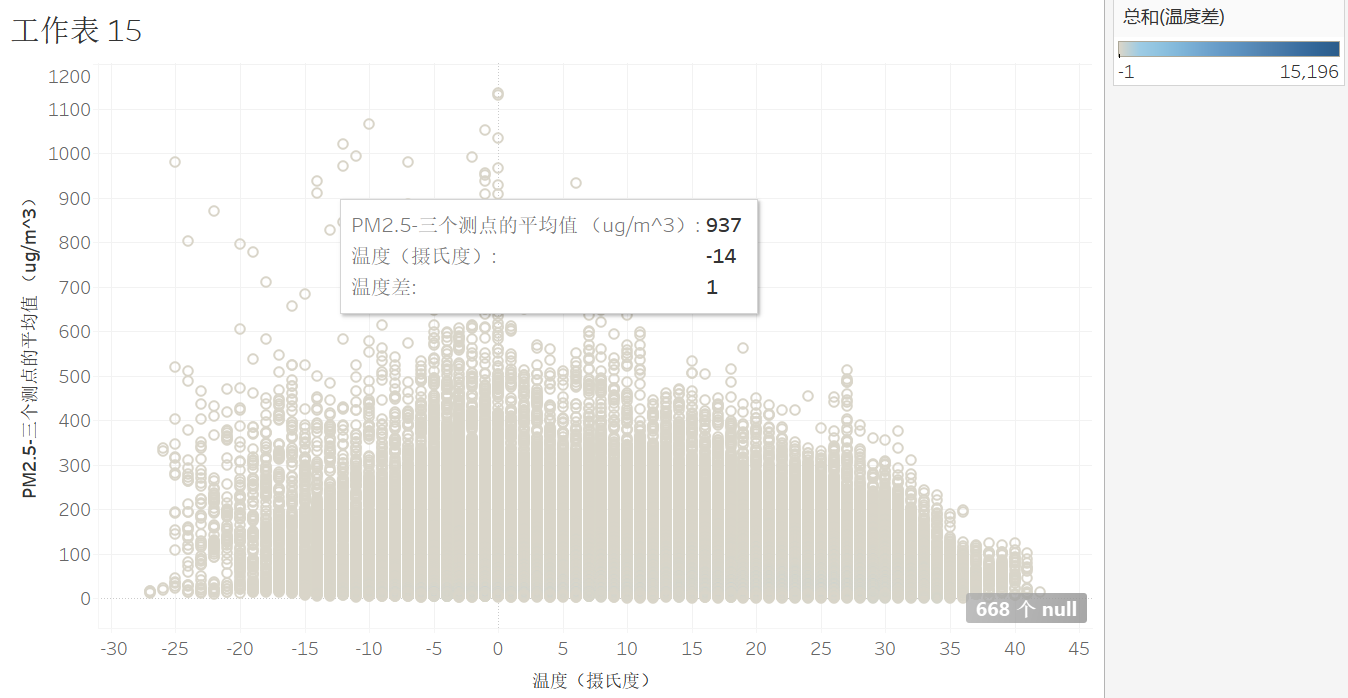 工作表 15
总和(温度差)
-1 15,196
1200
1100
1000
900
800
700
600
500
400
300
200
100
0
PM2.5-三个测点的平均值 （ug/m^3）
PM2.5-三个测点的平均值 （ug/m^3）: 937
温度（摄氏度）: -14
温度差: 1
668 个 null
-30 -25 -20 -15 -10 -5 0 5 10 15 20 25 30 35 40 45
温度（摄氏度）